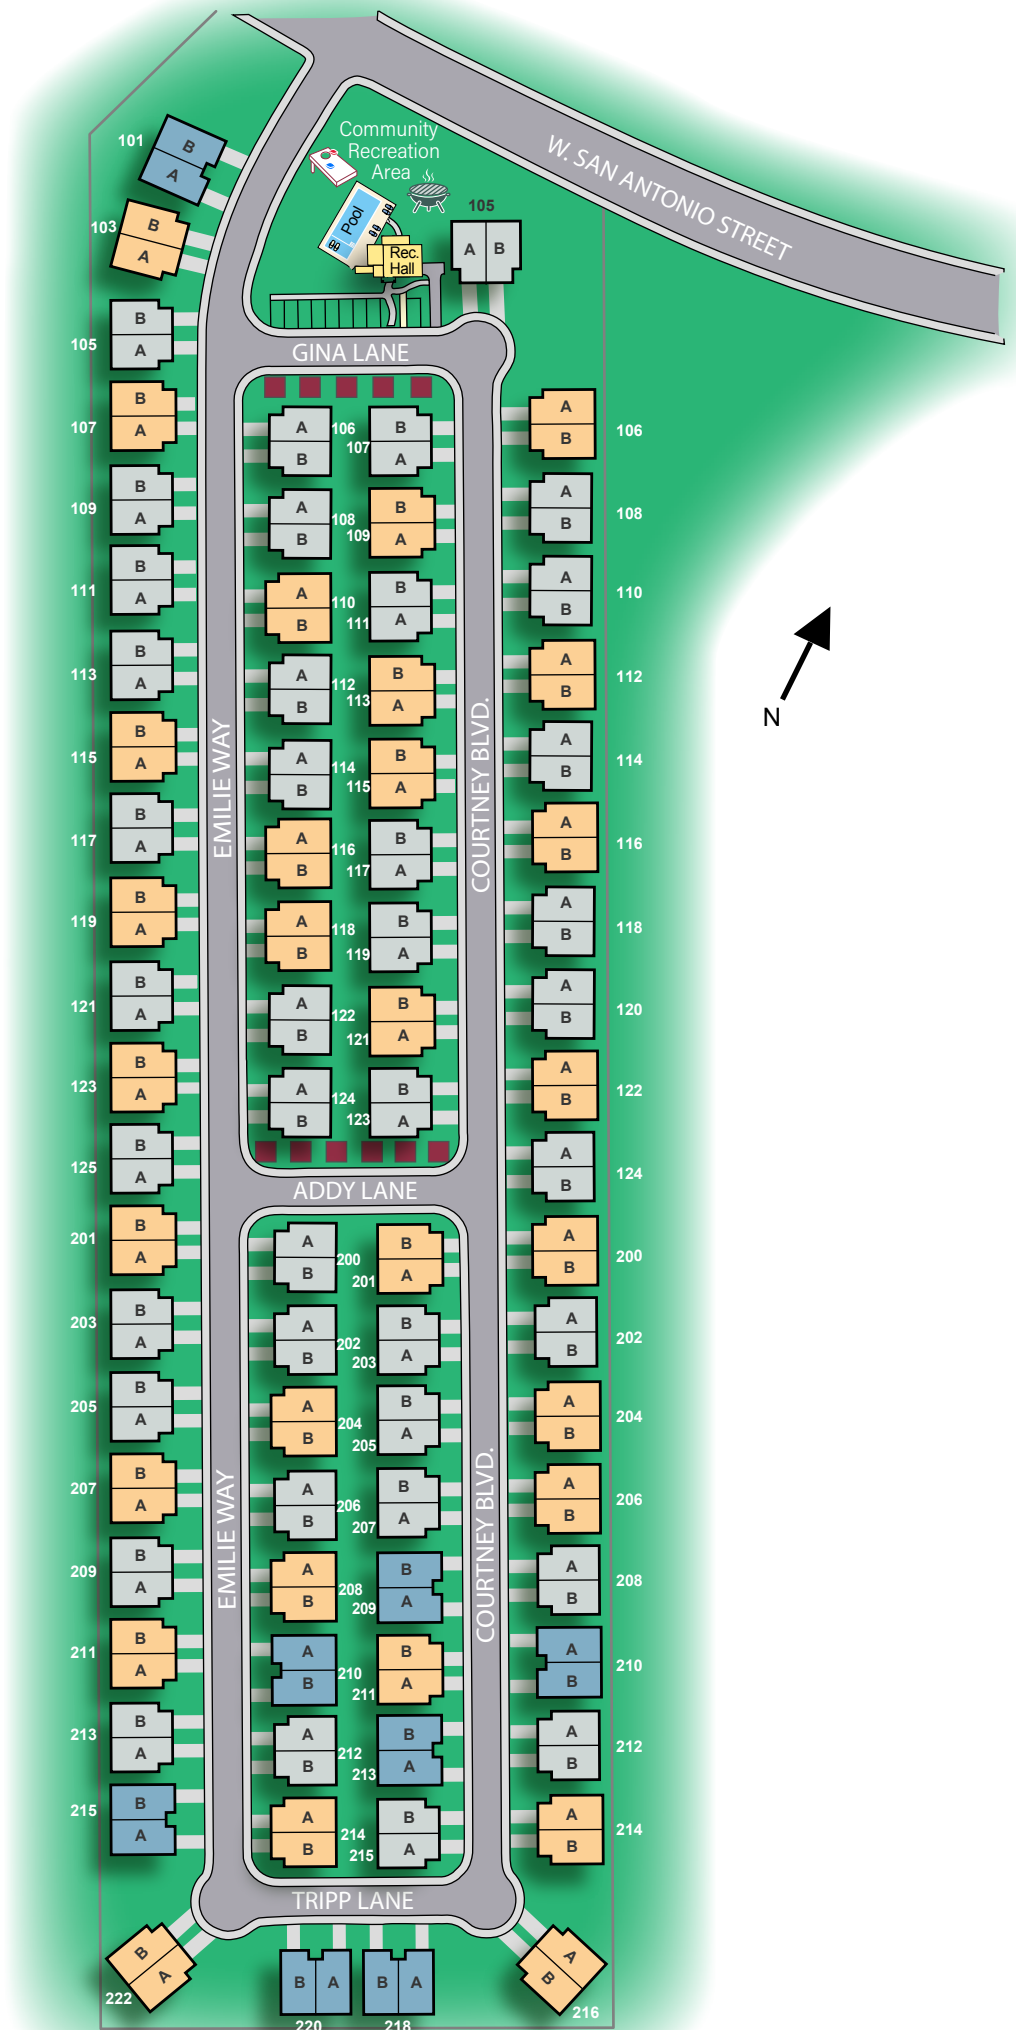 Community
Recreation
Area
W. SAN ANTONIO STREET
101
B
A
103
B
A
Pool
Rec.
Hall
105
A B
105
B
A
GINA LANE
107
B
A
106
A
B
107
B
A
106
A
B
109
B
A
108
A
B
109
B
A
108
A
B
111
B
A
110
A
B
111
B
A
110
A
B
113
B
A
112
A
B
113
B
A
112
A
B
N
115
B
A
114
A
B
115
B
A
114
A
B
EMILIE WAY
COURTNEY BLVD.
117
B
A
116
A
B
117
B
A
116
A
B
119
B
A
118
A
B
119
B
A
118
A
B
121
B
A
122
A
B
121
B
A
120
A
B
123
B
A
124
A
B
123
B
A
122
A
B
125
B
A
124
A
B
ADDY LANE
201
B
A
200
A
B
201
B
A
200
A
B
203
B
A
202
A
B
203
B
A
202
A
B
205
B
A
204
A
B
205
B
A
204
A
B
207
B
A
206
A
B
207
B
A
206
A
B
EMILIE WAY
COURTNEY BLVD.
209
B
A
208
A
B
209
B
A
208
A
B
211
B
A
210
A
B
211
B
A
210
A
B
213
B
A
212
A
B
213
B
A
212
A
B
215
B
A
214
A
B
215
B
A
214
A
B
TRIPP LANE
222
B
A
220
B A
218
B A
216
A
B